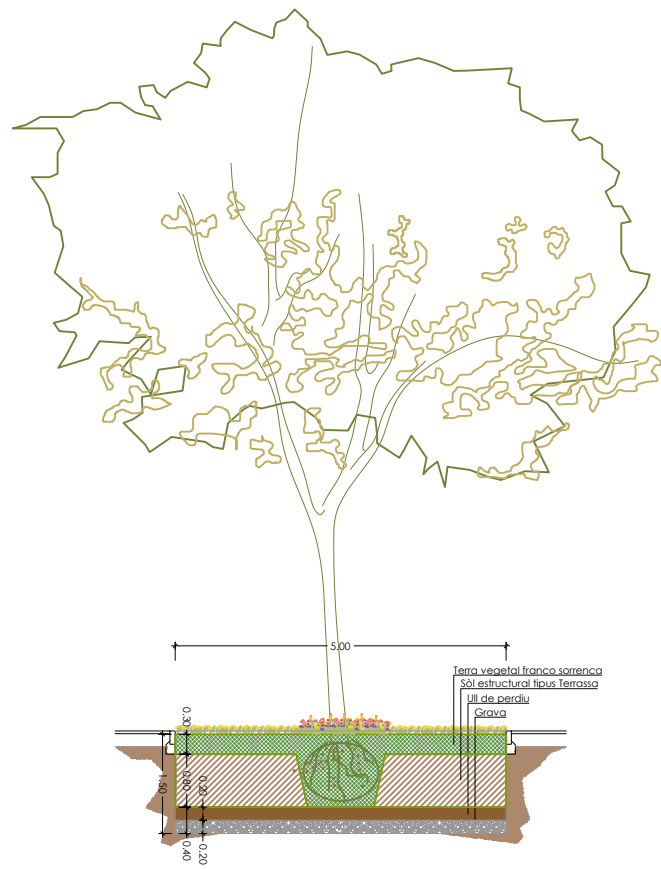 5.00
Terra vegetal franco sorrenca
Sòl estructural tipus Terrassa
Ull de perdiu
Grava
0.30
1.50
0.80
0.20
0.40
0.20